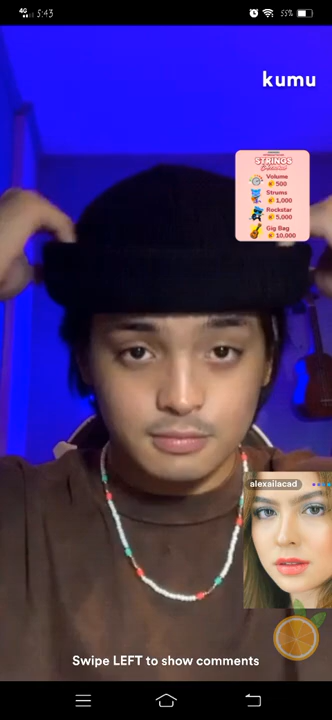 4G
5:43
55%
kumu
STRINGS
Volume
500
Strums
1,000
Rockstar
5,000
Gig Bag
10,000
alexailacad
Swipe LEFT to show comments